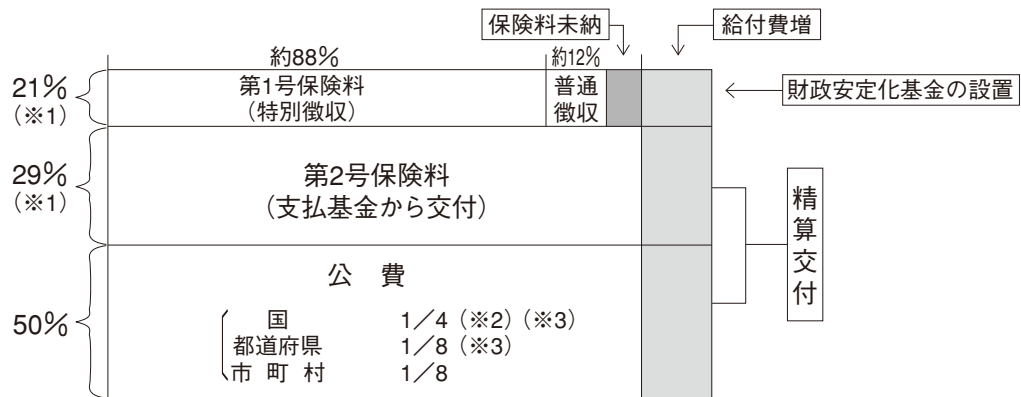 保険料未納
給付費増
約88%
約12%
21%
(※1)
第1号保険料
(特別徴収)
普通
徴収
財政安定化基金の設置
29%
(※1)
第2号保険料
(支払基金から交付)
精算交付
50%
公 費
国 1/4 (※2) (※3)
都道府県 1/8 (※3)
市 町 村 1/8